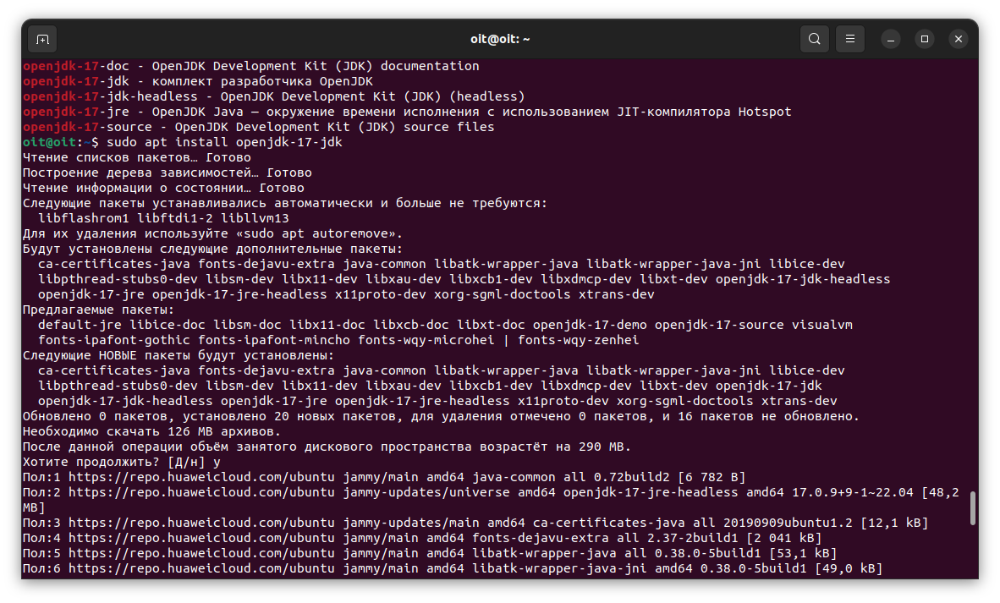 oit@oit: ~
openjdk-17-doc - OpenJDK Development Kit (JDK) documentation
openjdk-17-jdk - комплект разработчика OpenJDK
openjdk-17-jdk-headless - OpenJDK Development Kit (JDK) (headless)
openjdk-17-jre - OpenJDK Java — окружение времени исполнения с использованием JIT-компилятора Hotspot
openjdk-17-source - OpenJDK Development Kit (JDK) source files
oit@oit:~$ sudo apt install openjdk-17-jdk
Чтение списков пакетов… Готово
Построение дерева зависимостей… Готово
Чтение информации о состоянии… Готово
Следующие пакеты устанавливались автоматически и больше не требуются:
  libflashrom1 libftdi1-2 libllvm13
Для их удаления используйте «sudo apt autoremove».
Будут установлены следующие дополнительные пакеты:
  ca-certificates-java fonts-dejavu-extra java-common libatk-wrapper-java libatk-wrapper-java-jni libice-dev
  libpthread-stubs0-dev libsm-dev libx11-dev libxau-dev libxcb1-dev libxdmcp-dev libxt-dev openjdk-17-jdk-headless
  openjdk-17-jre openjdk-17-jre-headless x11proto-dev xorg-sgml-doctools xtrans-dev
Предлагаемые пакеты:
  default-jre libice-doc libsm-doc libx11-doc libxcb-doc libxt-doc openjdk-17-demo openjdk-17-source visualvm
  fonts-ipafont-gothic fonts-ipafont-mincho fonts-wqy-microhei | fonts-wqy-zenhei
Следующие НОВЫЕ пакеты будут установлены:
  ca-certificates-java fonts-dejavu-extra java-common libatk-wrapper-java libatk-wrapper-java-jni libice-dev
  libpthread-stubs0-dev libsm-dev libx11-dev libxau-dev libxcb1-dev libxdmcp-dev libxt-dev openjdk-17-jdk
  openjdk-17-jdk-headless openjdk-17-jre openjdk-17-jre-headless x11proto-dev xorg-sgml-doctools xtrans-dev
Обновлено 0 пакетов, установлено 20 новых пакетов, для удаления отмечено 0 пакетов, и 16 пакетов не обновлено.
Необходимо скачать 126 MB архивов.
После данной операции объём занятого дискового пространства возрастёт на 290 MB.
Хотите продолжить? [Д/н] y
Пол:1 https://repo.huaweicloud.com/ubuntu jammy/main amd64 java-common all 0.72build2 [6 782 B]
Пол:2 https://repo.huaweicloud.com/ubuntu jammy-updates/universe amd64 openjdk-17-jre-headless amd64 17.0.9+9-1~22.04 [48,2
MB]
Пол:3 https://repo.huaweicloud.com/ubuntu jammy-updates/main amd64 ca-certificates-java all 20190909ubuntu1.2 [12,1 kB]
Пол:4 https://repo.huaweicloud.com/ubuntu jammy/main amd64 fonts-dejavu-extra all 2.37-2build1 [2 041 kB]
Пол:5 https://repo.huaweicloud.com/ubuntu jammy/main amd64 libatk-wrapper-java all 0.38.0-5build1 [53,1 kB]
Пол:6 https://repo.huaweicloud.com/ubuntu jammy/main amd64 libatk-wrapper-java-jni amd64 0.38.0-5build1 [49,0 kB]